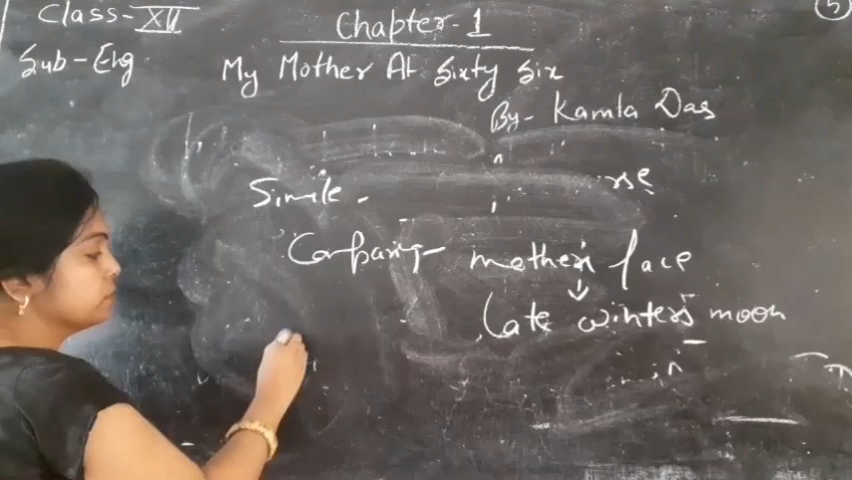 Class-XII
Chapter-1
5
Sub-Eng
My Mother At Sixty Six
By- Kamla Das
Simile -
Comparing- mother's face
↓
Late winter's moon